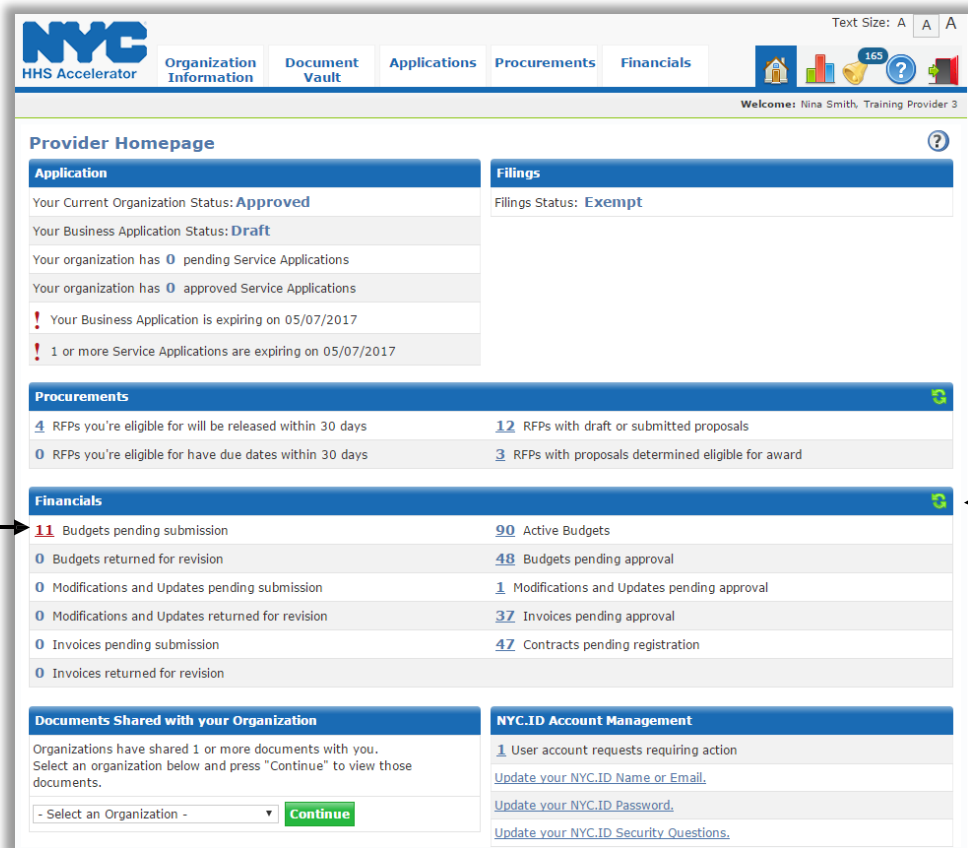 Text Size: A A A
NYC
HHS Accelerator
Organization Information
Document Vault
Applications
Procurements
Financials
165
?
Welcome: Nina Smith, Training Provider 3
Provider Homepage
?
Application
Your Current Organization Status: Approved
Your Business Application Status: Draft
Your organization has 0 pending Service Applications
Your organization has 0 approved Service Applications
! Your Business Application is expiring on 05/07/2017
! 1 or more Service Applications are expiring on 05/07/2017
Filings
Filings Status: Exempt
Procurements
4 RFPs you're eligible for will be released within 30 days
12 RFPs with draft or submitted proposals
0 RFPs you're eligible for have due dates within 30 days
3 RFPs with proposals determined eligible for award
Financials
11 Budgets pending submission
90 Active Budgets
0 Budgets returned for revision
48 Budgets pending approval
0 Modifications and Updates pending submission
1 Modifications and Updates pending approval
0 Modifications and Updates returned for revision
37 Invoices pending approval
0 Invoices pending submission
47 Contracts pending registration
0 Invoices returned for revision
Documents Shared with your Organization
Organizations have shared 1 or more documents with you.
Select an organization below and press "Continue" to view those
documents.
- Select an Organization -
Continue
NYC.ID Account Management
1 User account requests requiring action
Update your NYC.ID Name or Email.
Update your NYC.ID Password.
Update your NYC.ID Security Questions.